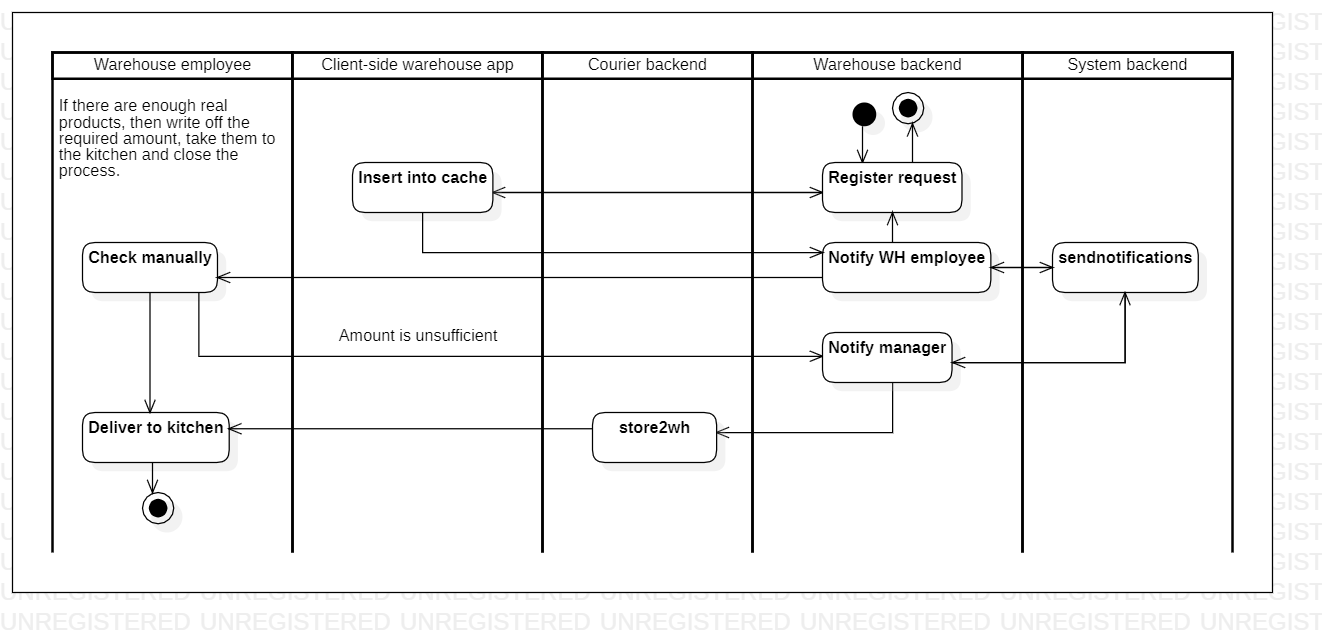 Warehouse employee
Client-side warehouse app
Courier backend
Warehouse backend
System backend
If there are enough real
products, then write off the
required amount, take them to
the kitchen and close the
process.
Insert into cache
Register request
Check manually
Notify WH employee
sendnotifications
Amount is unsufficient
Notify manager
Deliver to kitchen
store2wh
UNREGISTERED UNREGISTERED UNREGISTERED UNREGISTERED UNREGISTERED UNREGISTERED UNREGIST